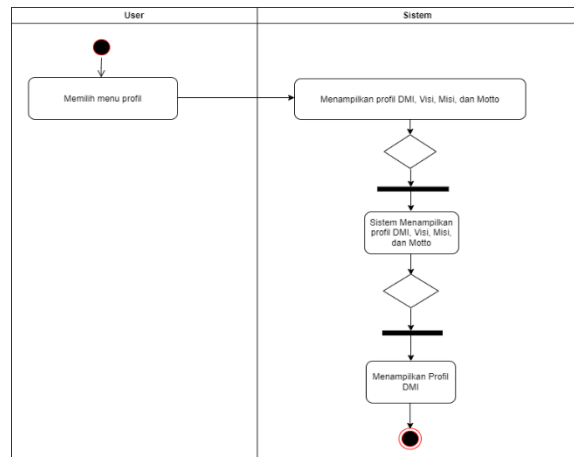 User
Sistem
Memilih menu profil
Menampilkan profil DMI, Visi, Misi, dan Motto
Sistem Menampilkan
profil DMI, Visi, Misi,
dan Motto
Menampilkan Profil
DMI